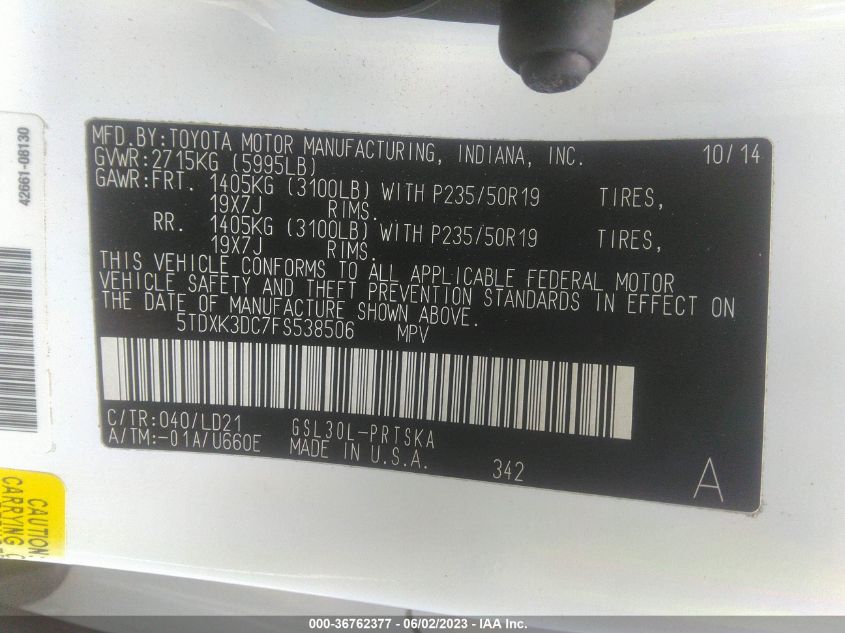 42661-08130
MFD.BY:TOYOTA MOTOR MANUFACTURING, INDIANA, INC. 10/14
GVWR:2715KG (5995LB)
GAWR:FRT. 1405KG (3100LB) WITH P235/50R19 TIRES,
19X7J RIMS.
RR. 1405KG (3100LB) WITH P235/50R19 TIRES,
19X7J RIMS.
THIS VEHICLE CONFORMS TO ALL APPLICABLE FEDERAL MOTOR
VEHICLE SAFETY AND THEFT PREVENTION STANDARDS IN EFFECT ON
THE DATE OF MANUFACTURE SHOWN ABOVE.
5TDXK3DC7FS538506 MPV
C/TR:040/LD21 GSL30L-PRTSKA
A/TM:-01A/U660E MADE IN U.S.A. 342 A
CAUTION:
CARRYING
000-36762377 - 06/02/2023 - IAA Inc.